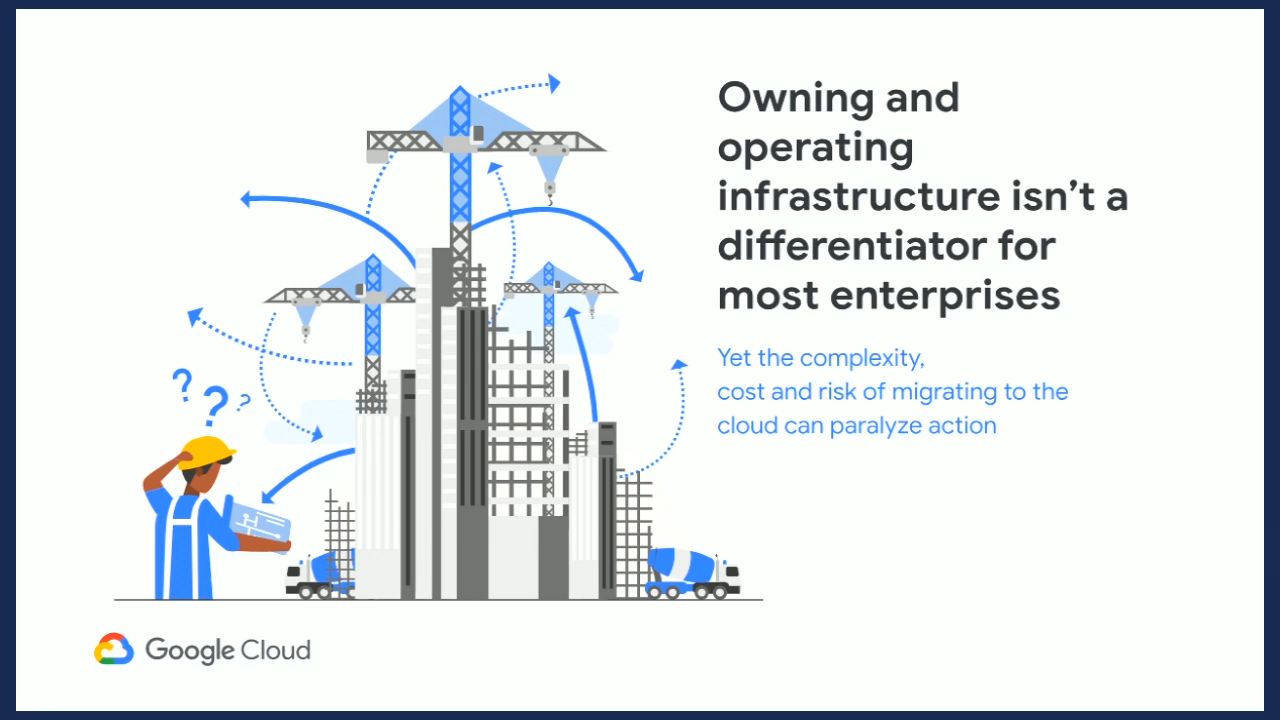 Owning and
operating
infrastructure isn’t a
differentiator for
most enterprises
Yet the complexity,
cost and risk of migrating to the
cloud can paralyze action
? ? ?
Google Cloud